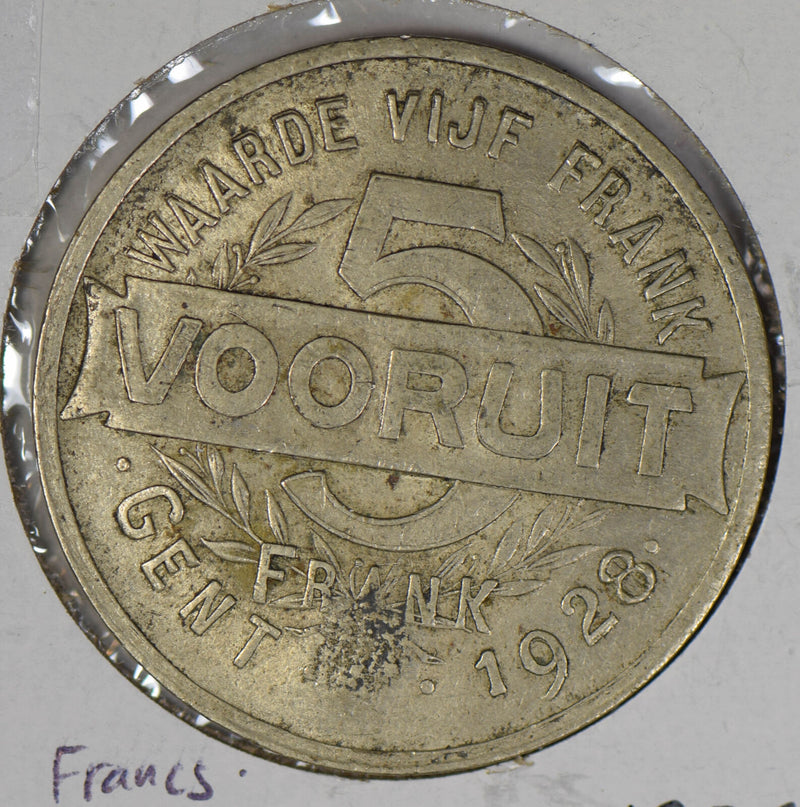 WAARDE VIJF FRANK
5
VOORUIT
FRANK
· GENT · 1928 ·
Francs.